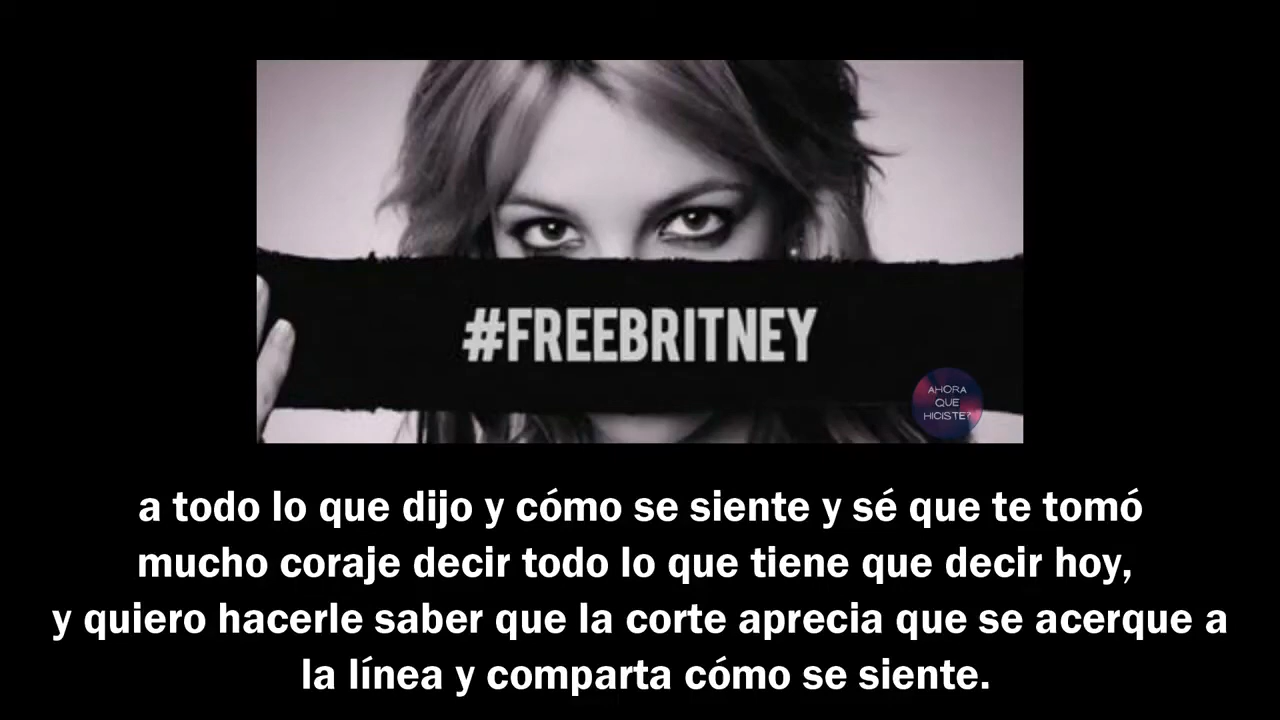 #FREEBRITNEY
AHORA
QUE
HICISTE?
a todo lo que dijo y cómo se siente y sé que te tomó
mucho coraje decir todo lo que tiene que decir hoy,
y quiero hacerle saber que la corte aprecia que se acerque a
la línea y comparta cómo se siente.